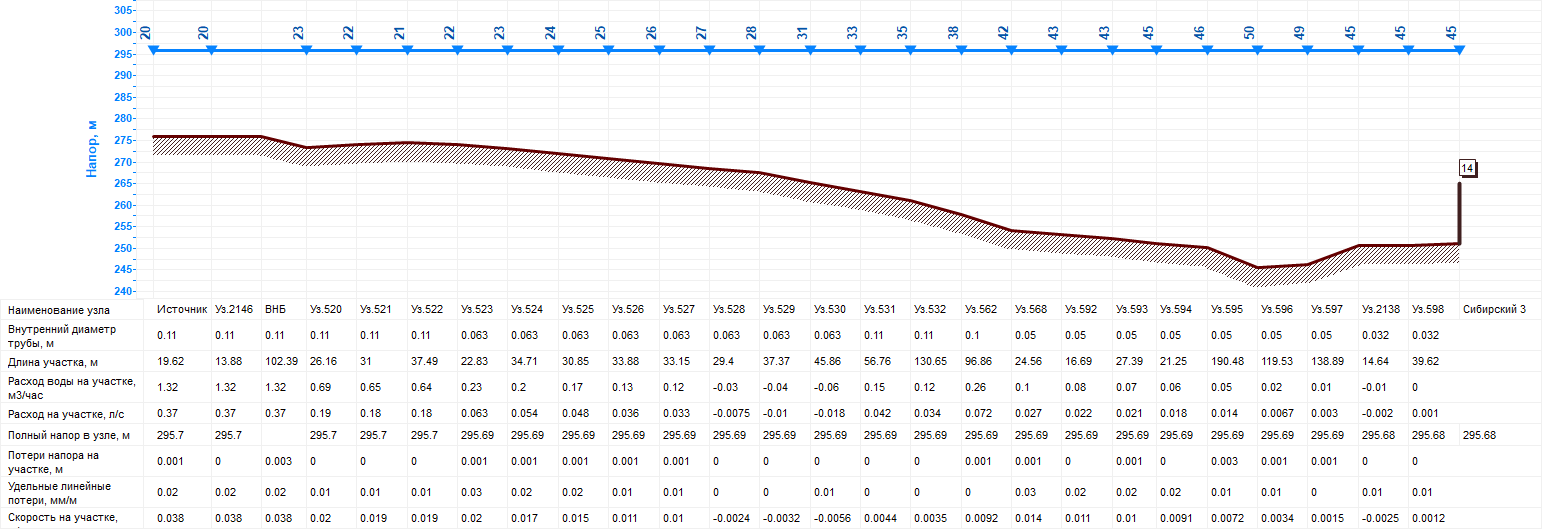 305
300
295
290
285
280
275
270
265
260
255
250
245
240
Напор, м
20 20 23 22 21 22 23 24 25 26 27 28 31 33 35 38 42 43 43 45 46 50 49 45 45 45
14
Наименование узла Источник Уз.2146 ВНБ Уз.520 Уз.521 Уз.522 Уз.523 Уз.524 Уз.525 Уз.526 Уз.527 Уз.528 Уз.529 Уз.530 Уз.531 Уз.532 Уз.562 Уз.568 Уз.592 Уз.593 Уз.594 Уз.595 Уз.596 Уз.597 Уз.2138 Уз.598 Сибирский 3
Внутренний диаметр
трубы, м 0.11 0.11 0.11 0.11 0.11 0.11 0.063 0.063 0.063 0.063 0.063 0.063 0.063 0.063 0.11 0.11 0.1 0.05 0.05 0.05 0.05 0.05 0.05 0.05 0.032 0.032
Длина участка, м 19.62 13.88 102.39 26.16 31 37.49 22.83 34.71 30.85 33.88 33.15 29.4 37.37 45.86 56.76 130.65 96.86 24.56 16.69 27.39 21.25 190.48 119.53 138.89 14.64 39.62
Расход воды на участке,
м3/час 1.32 1.32 1.32 0.69 0.65 0.64 0.23 0.2 0.17 0.13 0.12 -0.03 -0.04 -0.06 0.15 0.12 0.26 0.1 0.08 0.07 0.06 0.05 0.02 0.01 -0.01 0
Расход на участке, л/с 0.37 0.37 0.37 0.19 0.18 0.18 0.063 0.054 0.048 0.036 0.033 -0.0075 -0.01 -0.018 0.042 0.034 0.072 0.027 0.022 0.021 0.018 0.014 0.0067 0.003 -0.002 0.001
Полный напор в узле, м 295.7 295.7 295.7 295.7 295.7 295.69 295.69 295.69 295.69 295.69 295.69 295.69 295.69 295.69 295.69 295.69 295.69 295.69 295.69 295.69 295.69 295.69 295.69 295.68 295.68 295.68
Потери напора на
участке, м 0.001 0 0.003 0 0 0 0.001 0.001 0.001 0.001 0.001 0 0 0 0 0 0.001 0.001 0 0.001 0 0.003 0.001 0.001 0 0
Удельные линейные
потери, мм/м 0.02 0.02 0.02 0.01 0.01 0.01 0.03 0.02 0.02 0.01 0.01 0 0 0.01 0 0 0 0.03 0.02 0.02 0.02 0.01 0.01 0 0.01 0.01
Скорость на участке, 0.038 0.038 0.038 0.02 0.019 0.019 0.02 0.017 0.015 0.011 0.01 -0.0024 -0.0032 -0.0056 0.0044 0.0035 0.0092 0.014 0.011 0.01 0.0091 0.0072 0.0034 0.0015 -0.0025 0.0012